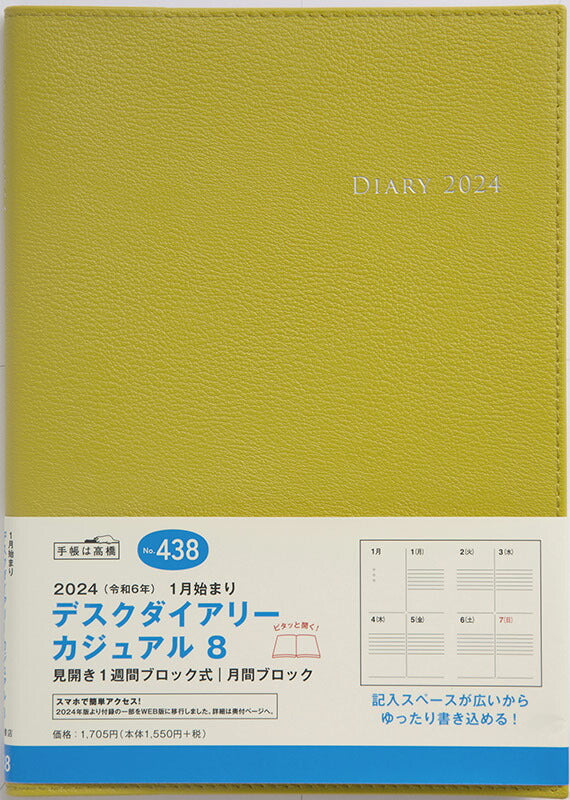 DIARY 2024
手帳は高橋
No.438
2024（令和6年） 1月始まり
デスクダイアリー
カジュアル 8
ピタッと開く！
見開き1週間ブロック式｜月間ブロック
スマホで簡単アクセス！
2024年版より付録の一部をWEB版に移行しました。詳細は奥付ページへ。
価格：1,705円（本体1,550円＋税）
1月
1（月）
2（火）
3（水）
4（木）
5（金）
6（土）
7（日）
記入スペースが広いから
ゆったり書き込める！
1月始まり
8